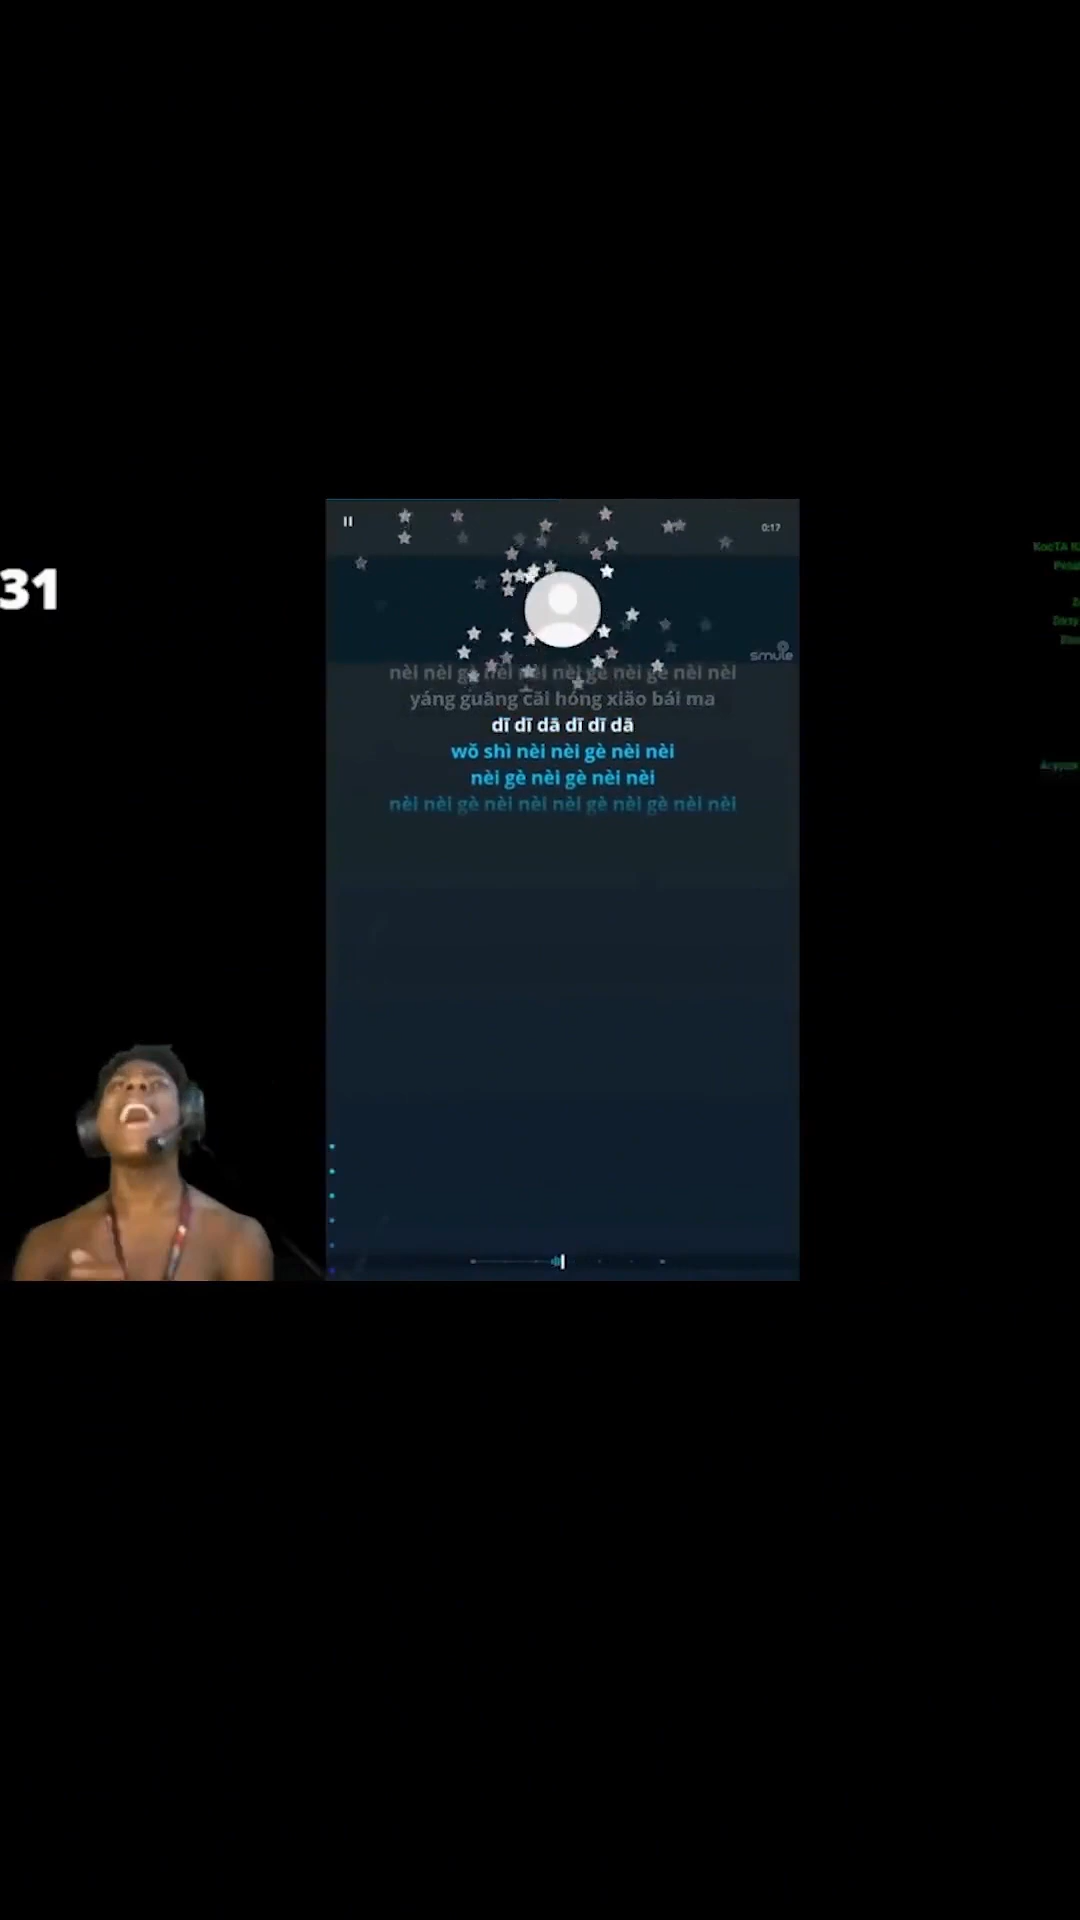 0:17
31
smule
nèi nèi gè nèi nèi nèi gè nèi gè nèi nèi
yáng guāng cǎi hóng xiǎo bái ma
dī dī dā dī dī dā
wǒ shì nèi nèi gè nèi nèi
nèi gè nèi gè nèi nèi
nèi nèi gè nèi nèi nèi gè nèi gè nèi nèi